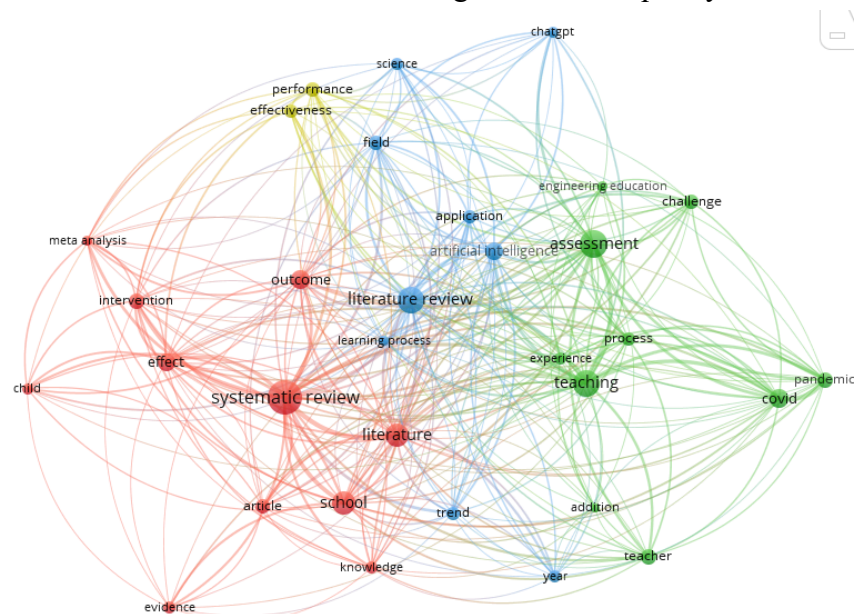 chatgpt
science
performance
effectiveness
field
engineering education
challenge
application
meta analysis
assessment
artificial intelligence
outcome
intervention
literature review
learning process
process
effect
experience
pandemic
child
teaching
systematic review
covid
literature
school
article
trend
addition
knowledge
teacher
year
evidence